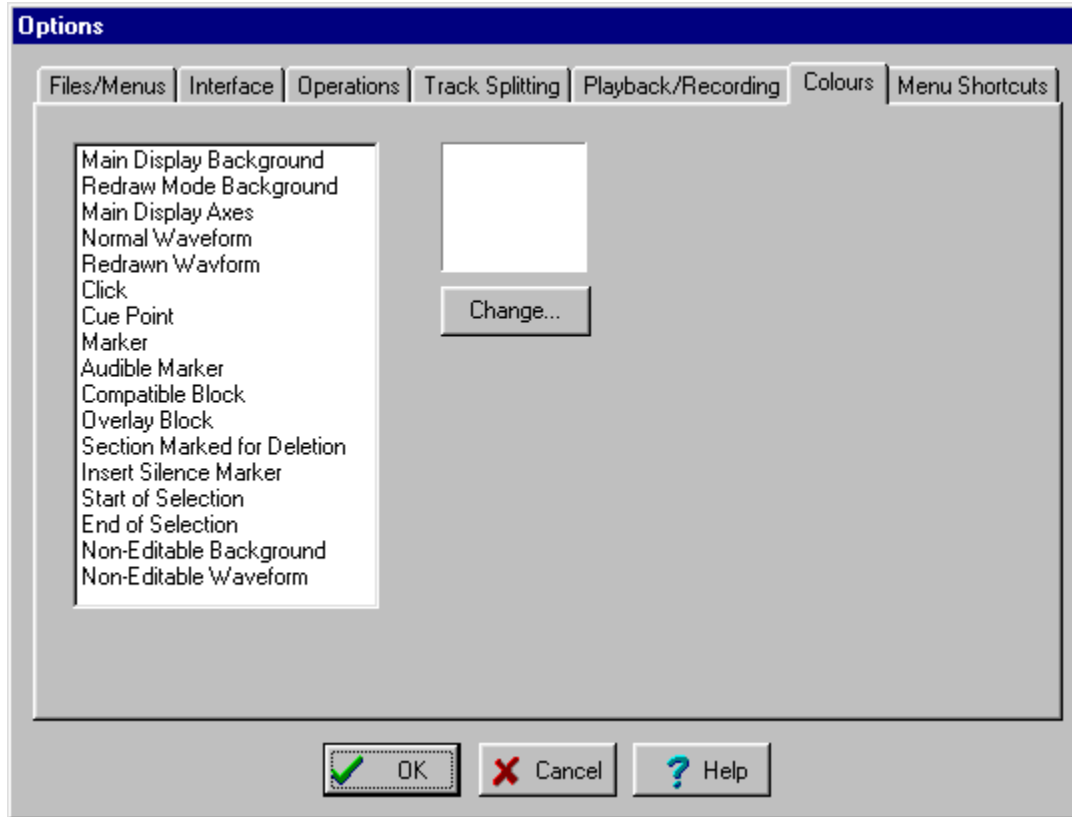 Options
Files/Menus Interface Operations Track Splitting Playback/Recording Colours Menu Shortcuts
Main Display Background
Redraw Mode Background
Main Display Axes
Normal Waveform
Redrawn Wavform
Click
Cue Point
Marker
Audible Marker
Compatible Block
Overlay Block
Section Marked for Deletion
Insert Silence Marker
Start of Selection
End of Selection
Non-Editable Background
Non-Editable Waveform
Change...
OK Cancel Help